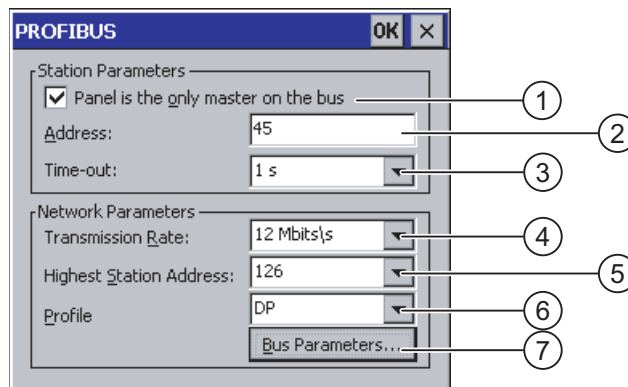 PROFIBUS OK ×
Station Parameters
Panel is the only master on the bus 1
Address: 45 2
Time-out: 1 s 3
Network Parameters
Transmission Rate: 12 Mbits\s 4
Highest Station Address: 126 5
Profile DP 6
Bus Parameters... 7